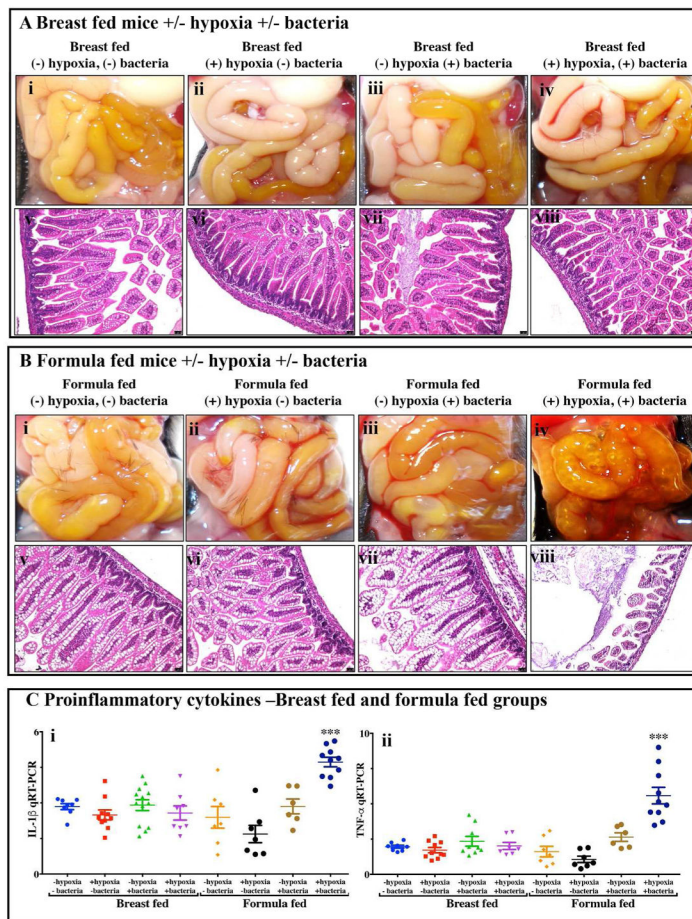 A Breast fed mice +/- hypoxia +/- bacteria
Breast fed
(-) hypoxia, (-) bacteria
Breast fed
(+) hypoxia (-) bacteria
Breast fed
(-) hypoxia (+) bacteria
Breast fed
(+) hypoxia, (+) bacteria
i
ii
iii
iv
v
vi
vii
viii
B Formula fed mice +/- hypoxia +/- bacteria
Formula fed
(-) hypoxia, (-) bacteria
Formula fed
(+) hypoxia (-) bacteria
Formula fed
(-) hypoxia (+) bacteria
Formula fed
(+) hypoxia, (+) bacteria
i
ii
iii
iv
v
vi
vii
viii
C Proinflammatory cytokines –Breast fed and formula fed groups
i
IL-1β qRT-PCR
6
4
2
0
***
-hypoxia
- bacteria
+hypoxia
-bacteria
-hypoxia
+bacteria
+hypoxia
+bacteria
-hypoxia
- bacteria
+hypoxia
-bacteria
-hypoxia
+bacteria
+hypoxia
+bacteria
Breast fed
Formula fed
ii
TNF-α qRT-PCR
10
5
0
***
-hypoxia
- bacteria
+hypoxia
-bacteria
-hypoxia
+bacteria
+hypoxia
+bacteria
-hypoxia
- bacteria
+hypoxia
-bacteria
-hypoxia
+bacteria
+hypoxia
+bacteria
Breast fed
Formula fed